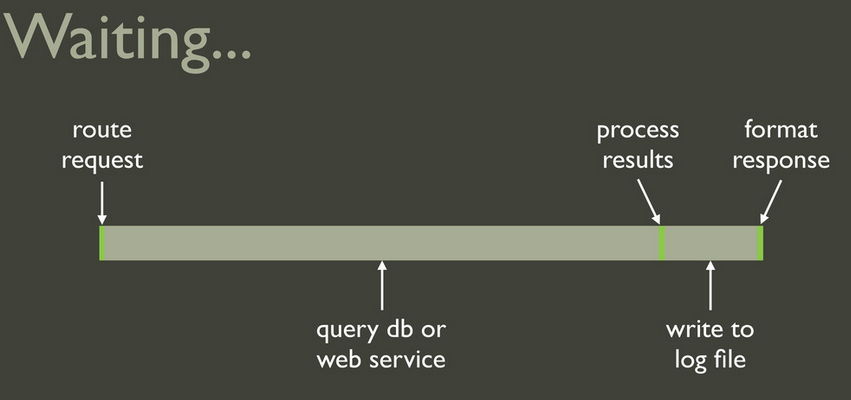 Waiting...
route
request
process
results
format
response
query db or
web service
write to
log file